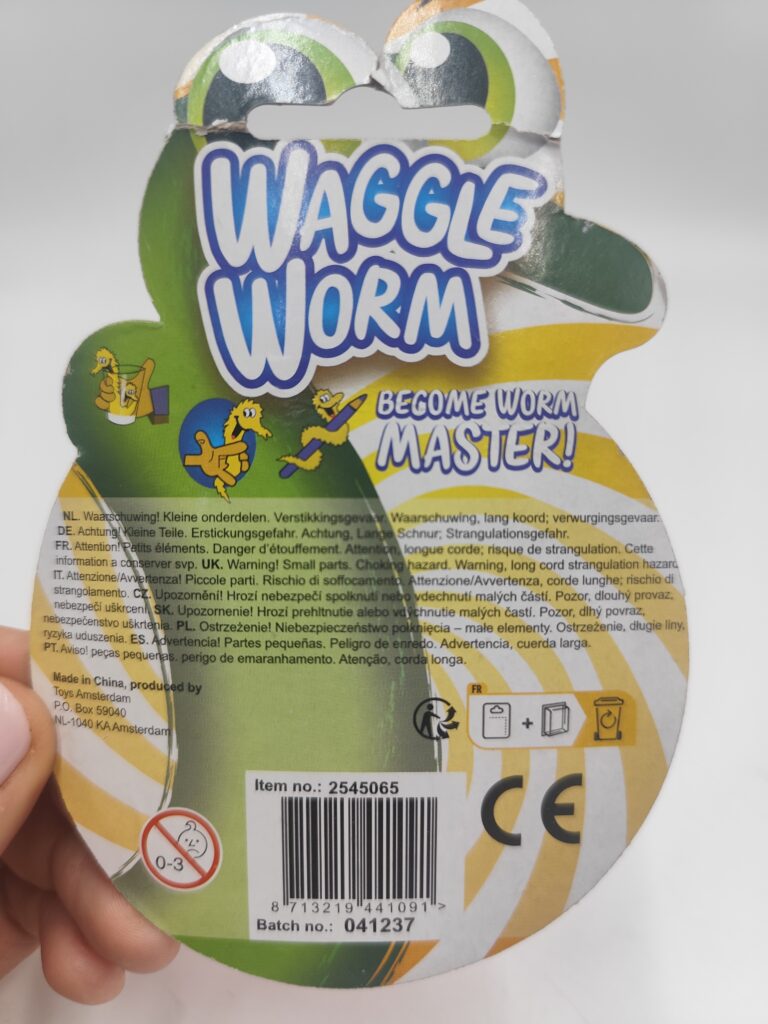 WAGGLE
WORM
BECOME WORM
MASTER!
NL. Waarschuwing! Kleine onderdelen. Verstikkingsgevaar. Waarschuwing, lang koord; verwurgingsgevaar.
DE. Achtung! Kleine Teile. Erstickungsgefahr. Achtung, Lange Schnur; Strangulationsgefahr.
FR. Attention! Petits éléments. Danger d'étouffement. Attention, longue corde; risque de strangulation. Cette
information a conserver svp. UK. Warning! Small parts. Choking hazard. Warning, long cord strangulation hazard.
IT. Attenzione/Avvertenza! Piccole parti. Rischio di soffocamento. Attenzione/Avvertenza, corde lunghe; rischio di
strangolamento. CZ. Upozornění! Hrozí nebezpečí spolknutí nebo vdechnutí malých částí. Pozor, dlouhý provaz,
nebezpečí uškrcení. SK. Upozornenie! Hrozí prehltnutie alebo vdýchnutie malých častí. Pozor, dlhý povraz,
nebezpečenstvo uškrtenia. PL. Ostrzeżenie! Niebezpieczeństwo połknięcia – małe elementy. Ostrzeżenie, długie liny,
ryzyka uduszenia. ES. Advertencia! Partes pequeñas. Peligro de enredo. Advertencia, cuerda larga.
PT. Aviso! peças pequenas. perigo de emaranhamento. Atenção, corda longa.
Made in China, produced by
Toys Amsterdam
P.O. Box 59040
NL-1040 KA Amsterdam
FR
+
CE
0-3
Item no.: 2545065
8 713219 441091 >
Batch no.: 041237